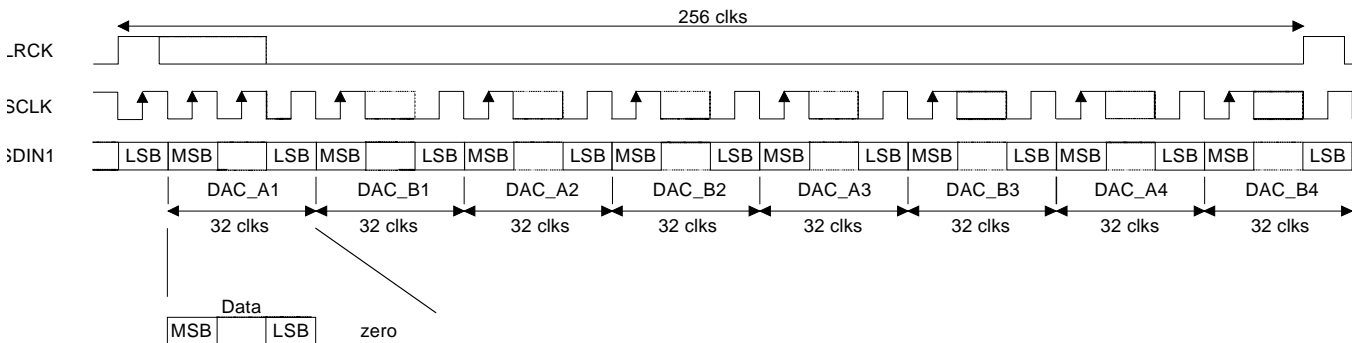 256 clks
LRCK
SCLK
SDIN1
LSB MSB LSB MSB LSB MSB LSB MSB LSB MSB LSB MSB LSB MSB LSB MSB LSB
DAC_A1 DAC_B1 DAC_A2 DAC_B2 DAC_A3 DAC_B3 DAC_A4 DAC_B4
32 clks 32 clks 32 clks 32 clks 32 clks 32 clks 32 clks 32 clks
Data
MSB LSB zero